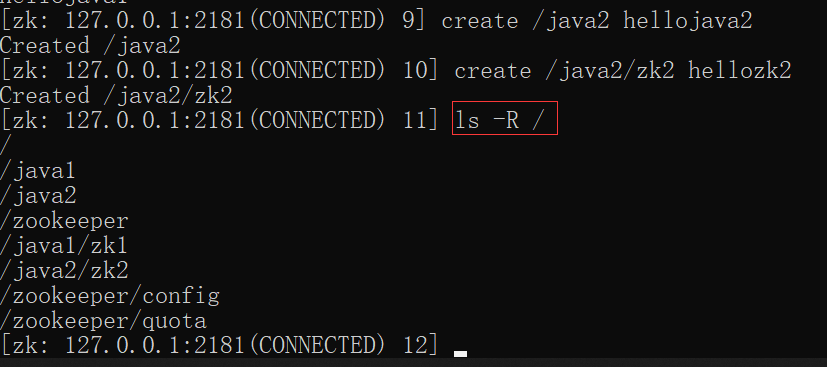 hellojava1
[zk: 127.0.0.1:2181(CONNECTED) 9] create /java2 hellojava2
Created /java2
[zk: 127.0.0.1:2181(CONNECTED) 10] create /java2/zk2 hellozk2
Created /java2/zk2
[zk: 127.0.0.1:2181(CONNECTED) 11] ls -R /
/
/java1
/java2
/zookeeper
/java1/zk1
/java2/zk2
/zookeeper/config
/zookeeper/quota
[zk: 127.0.0.1:2181(CONNECTED) 12]